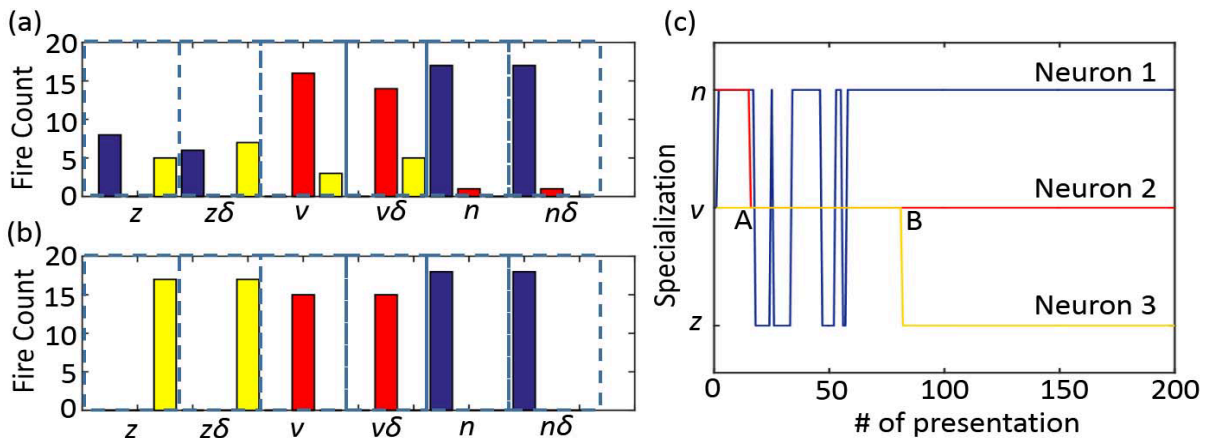 (a)
20
15
10
5
0
Fire Count
z zδ v vδ n nδ
(b)
20
15
10
5
0
Fire Count
z zδ v vδ n nδ
(c)
Specialization
n
v
z
Neuron 1
Neuron 2
Neuron 3
A
B
0 50 100 150 200
# of presentation